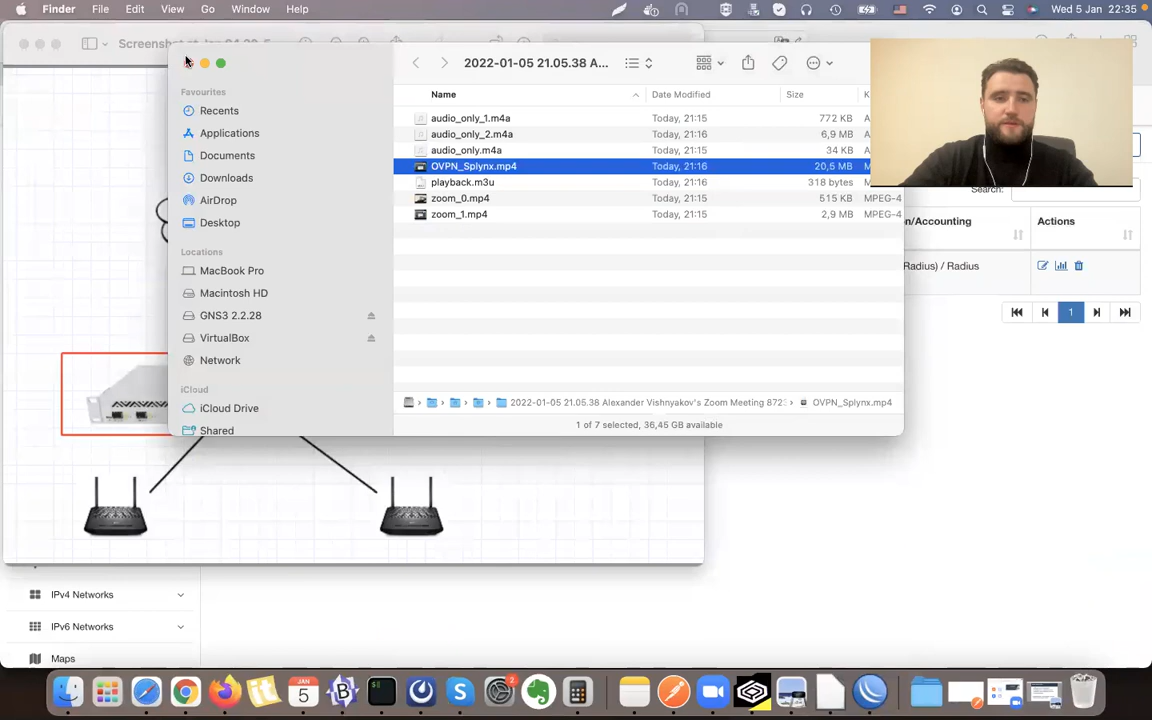 Finder File Edit View Go Window Help Wed 5 Jan 22:35
2022-01-05 21.05.38 A...
Favourites
Recents
Applications
Documents
Downloads
AirDrop
Desktop
Locations
MacBook Pro
Macintosh HD
GNS3 2.2.28
VirtualBox
Network
iCloud
iCloud Drive
Shared
Name Date Modified Size
audio_only_1.m4a Today, 21:15 772 KB
audio_only_2.m4a Today, 21:16 6,9 MB
audio_only.m4a Today, 21:15 34 KB
OVPN_Splynx.mp4 Today, 21:16 20,5 MB
playback.m3u Today, 21:16 318 bytes
zoom_0.mp4 Today, 21:15 515 KB MPEG-4
zoom_1.mp4 Today, 21:15 2,9 MB MPEG-4
2022-01-05 21.05.38 Alexander Vishnyakov's Zoom Meeting 872 OVPN_Splynx.mp4
1 of 7 selected, 36,45 GB available
Search:
n/Accounting Actions
Radius) / Radius
1
IPv4 Networks
IPv6 Networks
Maps
5
2